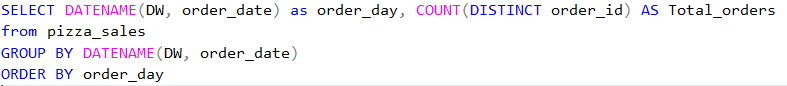 SELECT DATENAME(DW, order_date) as order_day, COUNT(DISTINCT order_id) AS Total_orders
from pizza_sales
GROUP BY DATENAME(DW, order_date)
ORDER BY order_day